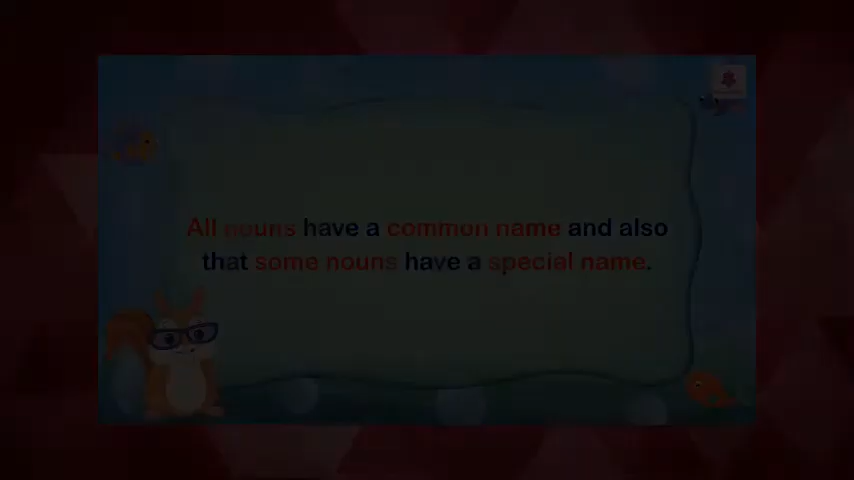 All nouns have a common name and also
that some nouns have a special name.